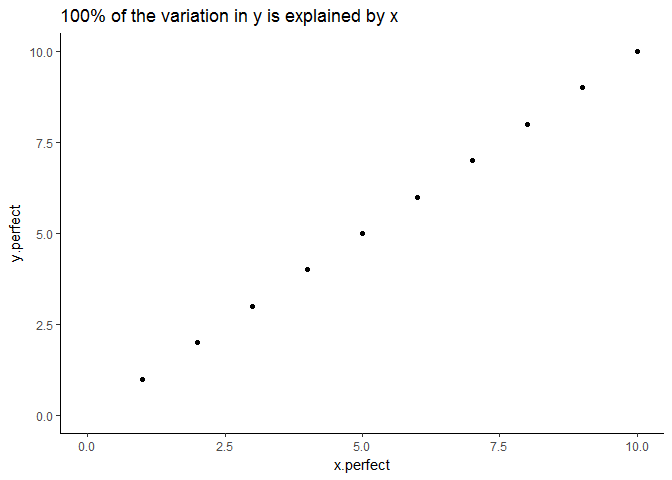 100% of the variation in y is explained by x
10.0
7.5
5.0
2.5
0.0
y.perfect
0.0 2.5 5.0 7.5 10.0
x.perfect